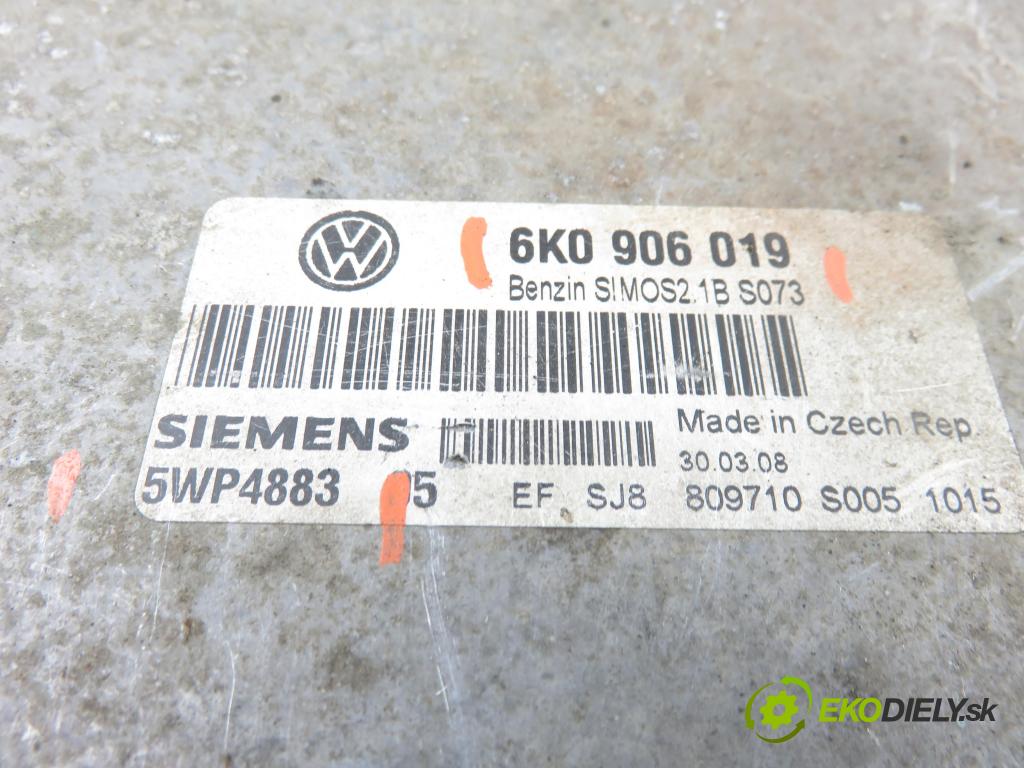 6K0 906 019
Benzin SIMOS2.1B S073
SIEMENS
Made in Czech Rep.
30.03.08
5WP4883 5
EF SJ8 809710 S005 1015
EKODIELY.sk